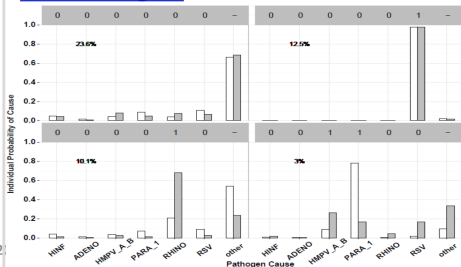 0 0 0 0 0 0 – 0 0 0 0 0 1 –
23.6% 12.5%
1.0
0.8
0.6
0.4
0.2
0.0
0 0 0 0 1 0 – 0 0 1 1 0 0 –
10.1% 3%
1.0
0.8
0.6
0.4
0.2
0.0
Individual Probability of Cause
HINF ADENO HMPV_A_B PARA_1 RHINO RSV other HINF ADENO HMPV_A_B PARA_1 RHINO RSV other
Pathogen Cause